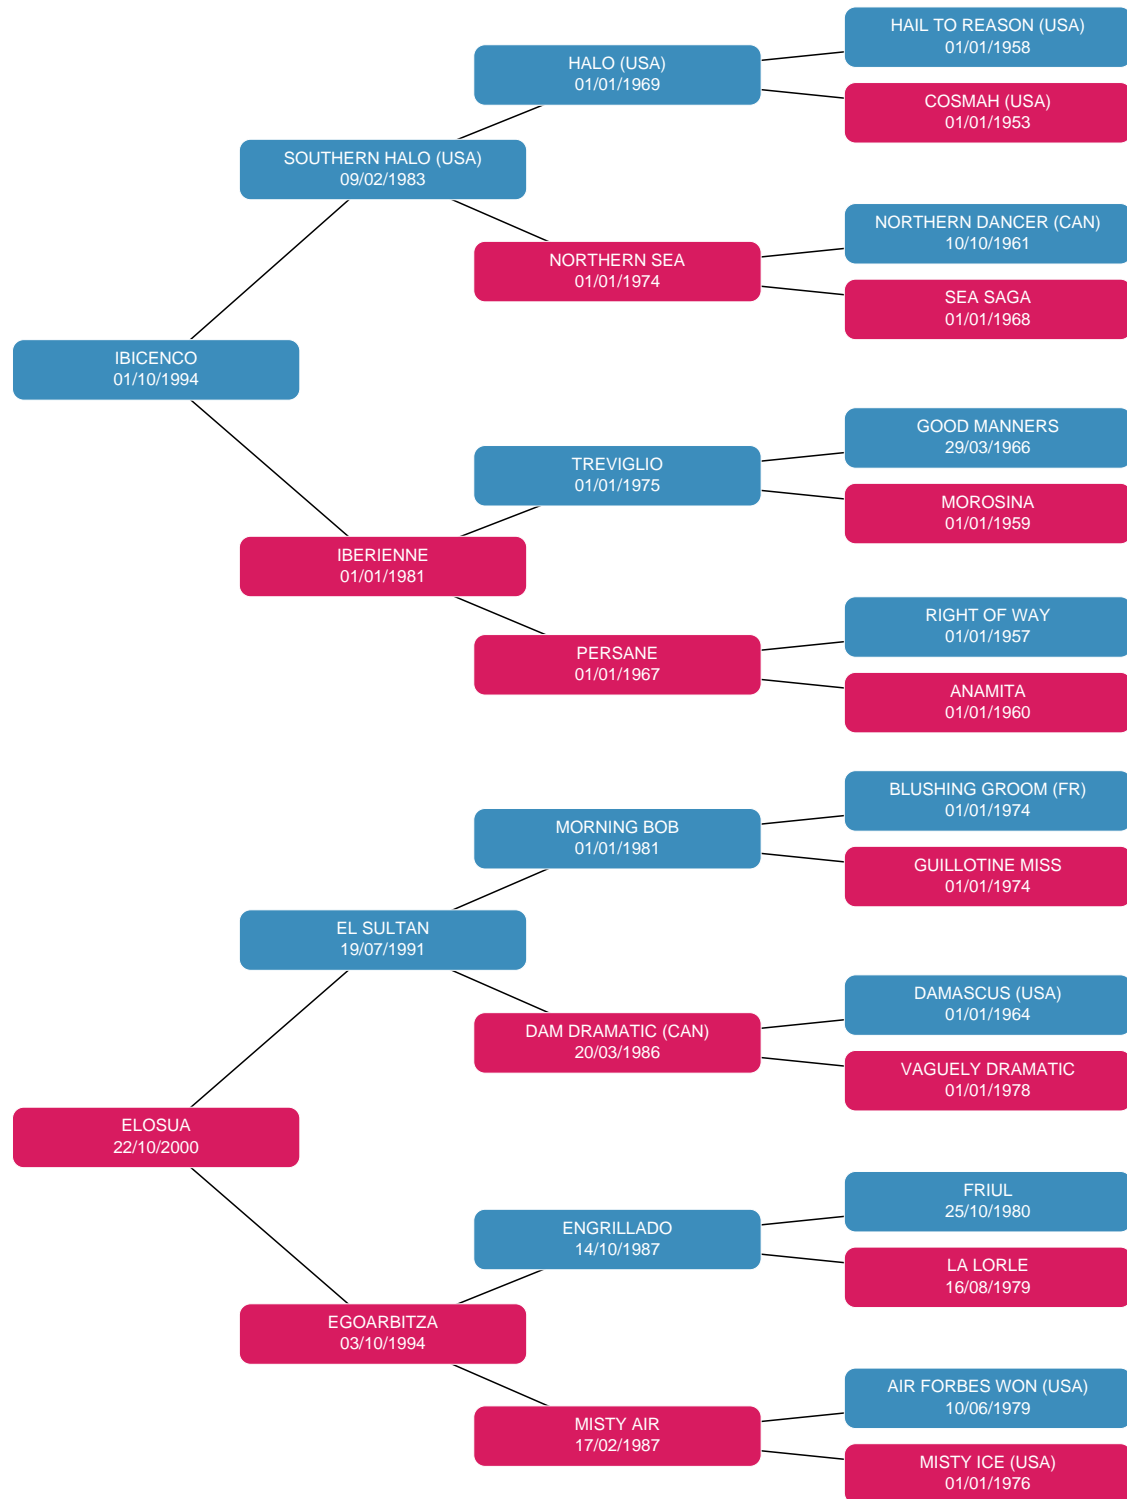 HAIL TO REASON (USA)
01/01/1958
HALO (USA)
01/01/1969
COSMAH (USA)
01/01/1953
SOUTHERN HALO (USA)
09/02/1983
NORTHERN DANCER (CAN)
10/10/1961
NORTHERN SEA
01/01/1974
SEA SAGA
01/01/1968
IBICENCO
01/10/1994
GOOD MANNERS
29/03/1966
TREVIGLIO
01/01/1975
MOROSINA
01/01/1959
IBERIENNE
01/01/1981
RIGHT OF WAY
01/01/1957
PERSANE
01/01/1967
ANAMITA
01/01/1960
BLUSHING GROOM (FR)
01/01/1974
MORNING BOB
01/01/1981
GUILLOTINE MISS
01/01/1974
EL SULTAN
19/07/1991
DAMASCUS (USA)
01/01/1964
DAM DRAMATIC (CAN)
20/03/1986
VAGUELY DRAMATIC
01/01/1978
ELOSUA
22/10/2000
FRIUL
25/10/1980
ENGRILLADO
14/10/1987
LA LORLE
16/08/1979
EGOARBITZA
03/10/1994
AIR FORBES WON (USA)
10/06/1979
MISTY AIR
17/02/1987
MISTY ICE (USA)
01/01/1976